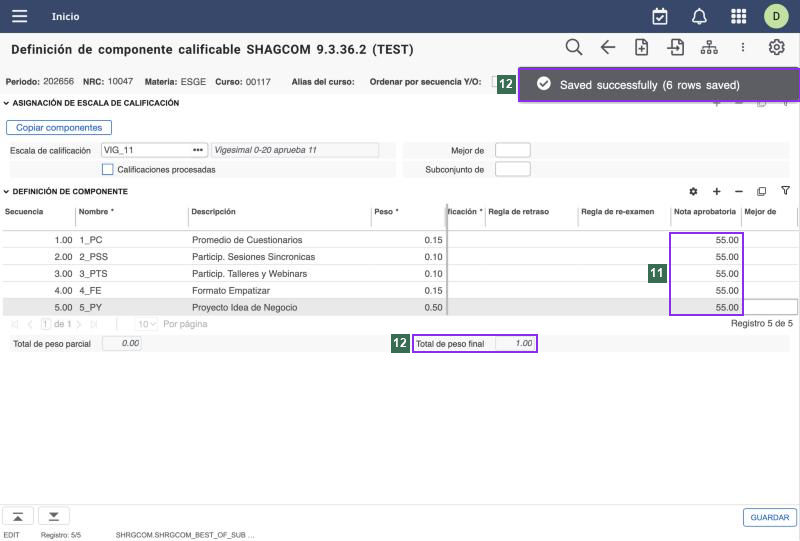 Inicio
D
Definición de componente calificable SHAGCOM 9.3.36.2 (TEST)
Periodo: 202656 NRC: 10047 Materia: ESGE Curso: 00117 Alias del curso: Ordenar por secuencia Y/O:
12
Saved successfully (6 rows saved)
ASIGNACIÓN DE ESCALA DE CALIFICACIÓN
Copiar componentes
Escala de calificación VIG_11 ••• Vigesimal 0-20 aprueba 11 Mejor de
Calificaciones procesadas Subconjunto de
DEFINICIÓN DE COMPONENTE
Secuencia Nombre * Descripción Peso * ficación * Regla de retraso Regla de re-examen Nota aprobatoria Mejor de
1.00 1_PC Promedio de Cuestionarios 0.15 55.00
2.00 2_PSS Particip. Sesiones Sincronicas 0.10 55.00
3.00 3_PTS Particip. Talleres y Webinars 0.10 11 55.00
4.00 4_FE Formato Empatizar 0.15 55.00
5.00 5_PY Proyecto Idea de Negocio 0.50 55.00
1 de 1 10 Por página Registro 5 de 5
Total de peso parcial 0.00 12 Total de peso final 1.00
GUARDAR
EDIT Registro: 5/5 SHRGCOM.SHRGCOM_BEST_OF_SUB ...